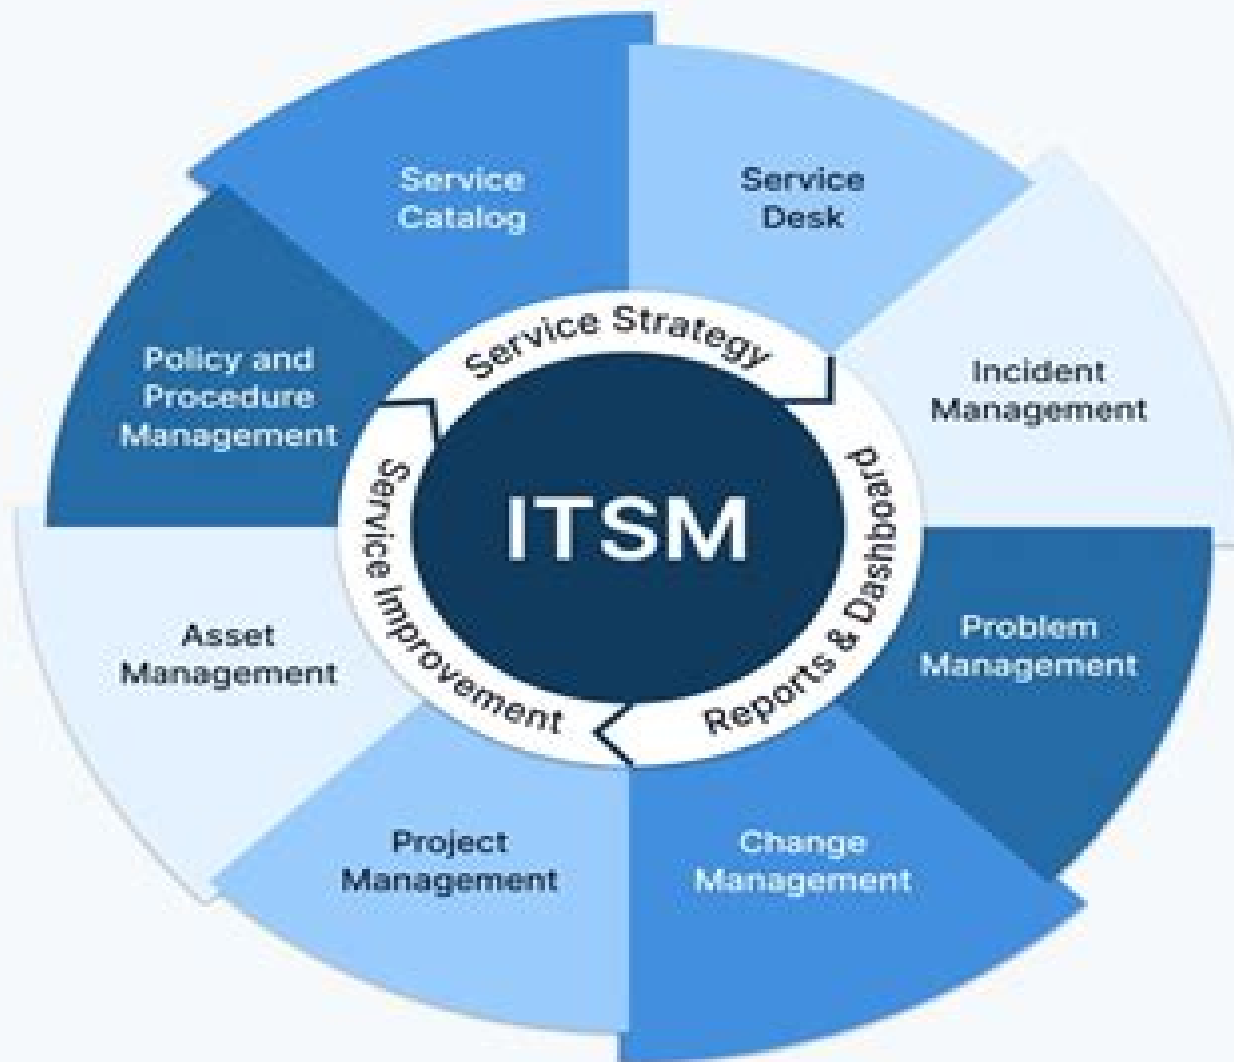 Service
Catalog
Service
Desk
Incident
Management
Problem
Management
Change
Management
Project
Management
Asset
Management
Policy and
Procedure
Management
Service Strategy
Reports & Dashboard
Service Improvement
ITSM